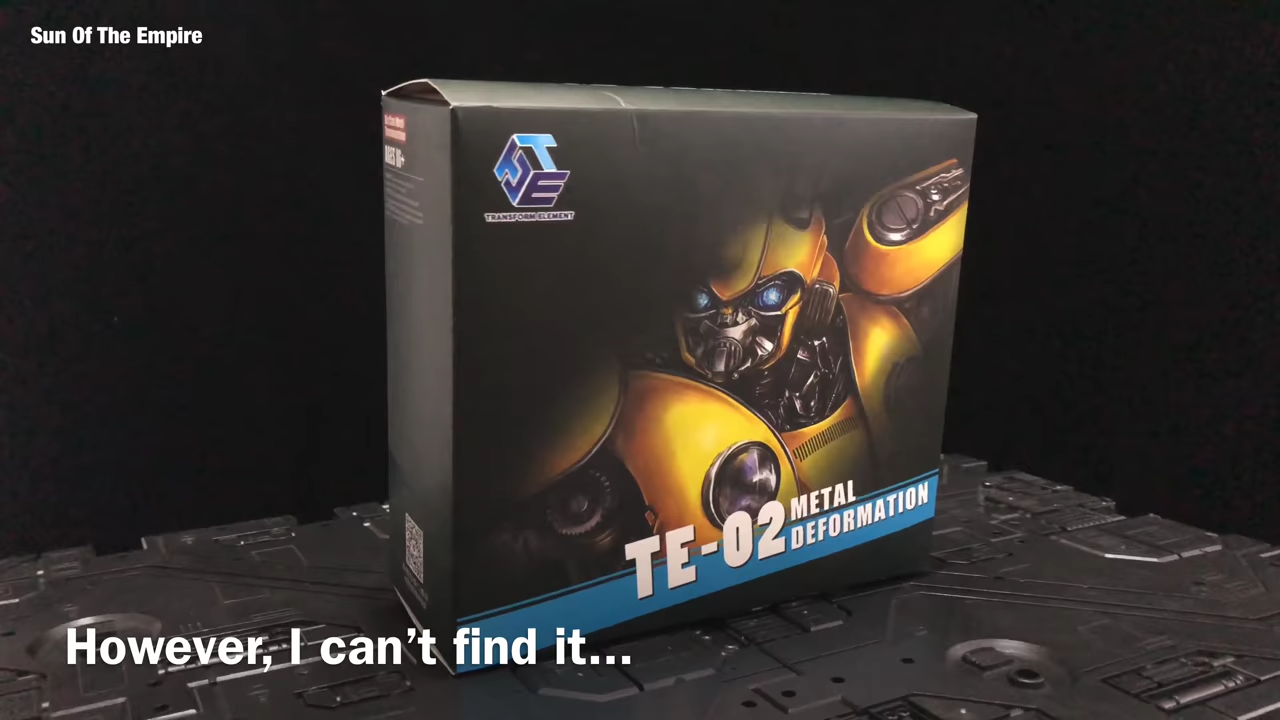 Sun Of The Empire
TRANSFORM ELEMENT
TE-02
METAL
DEFORMATION
However, I can't find it...